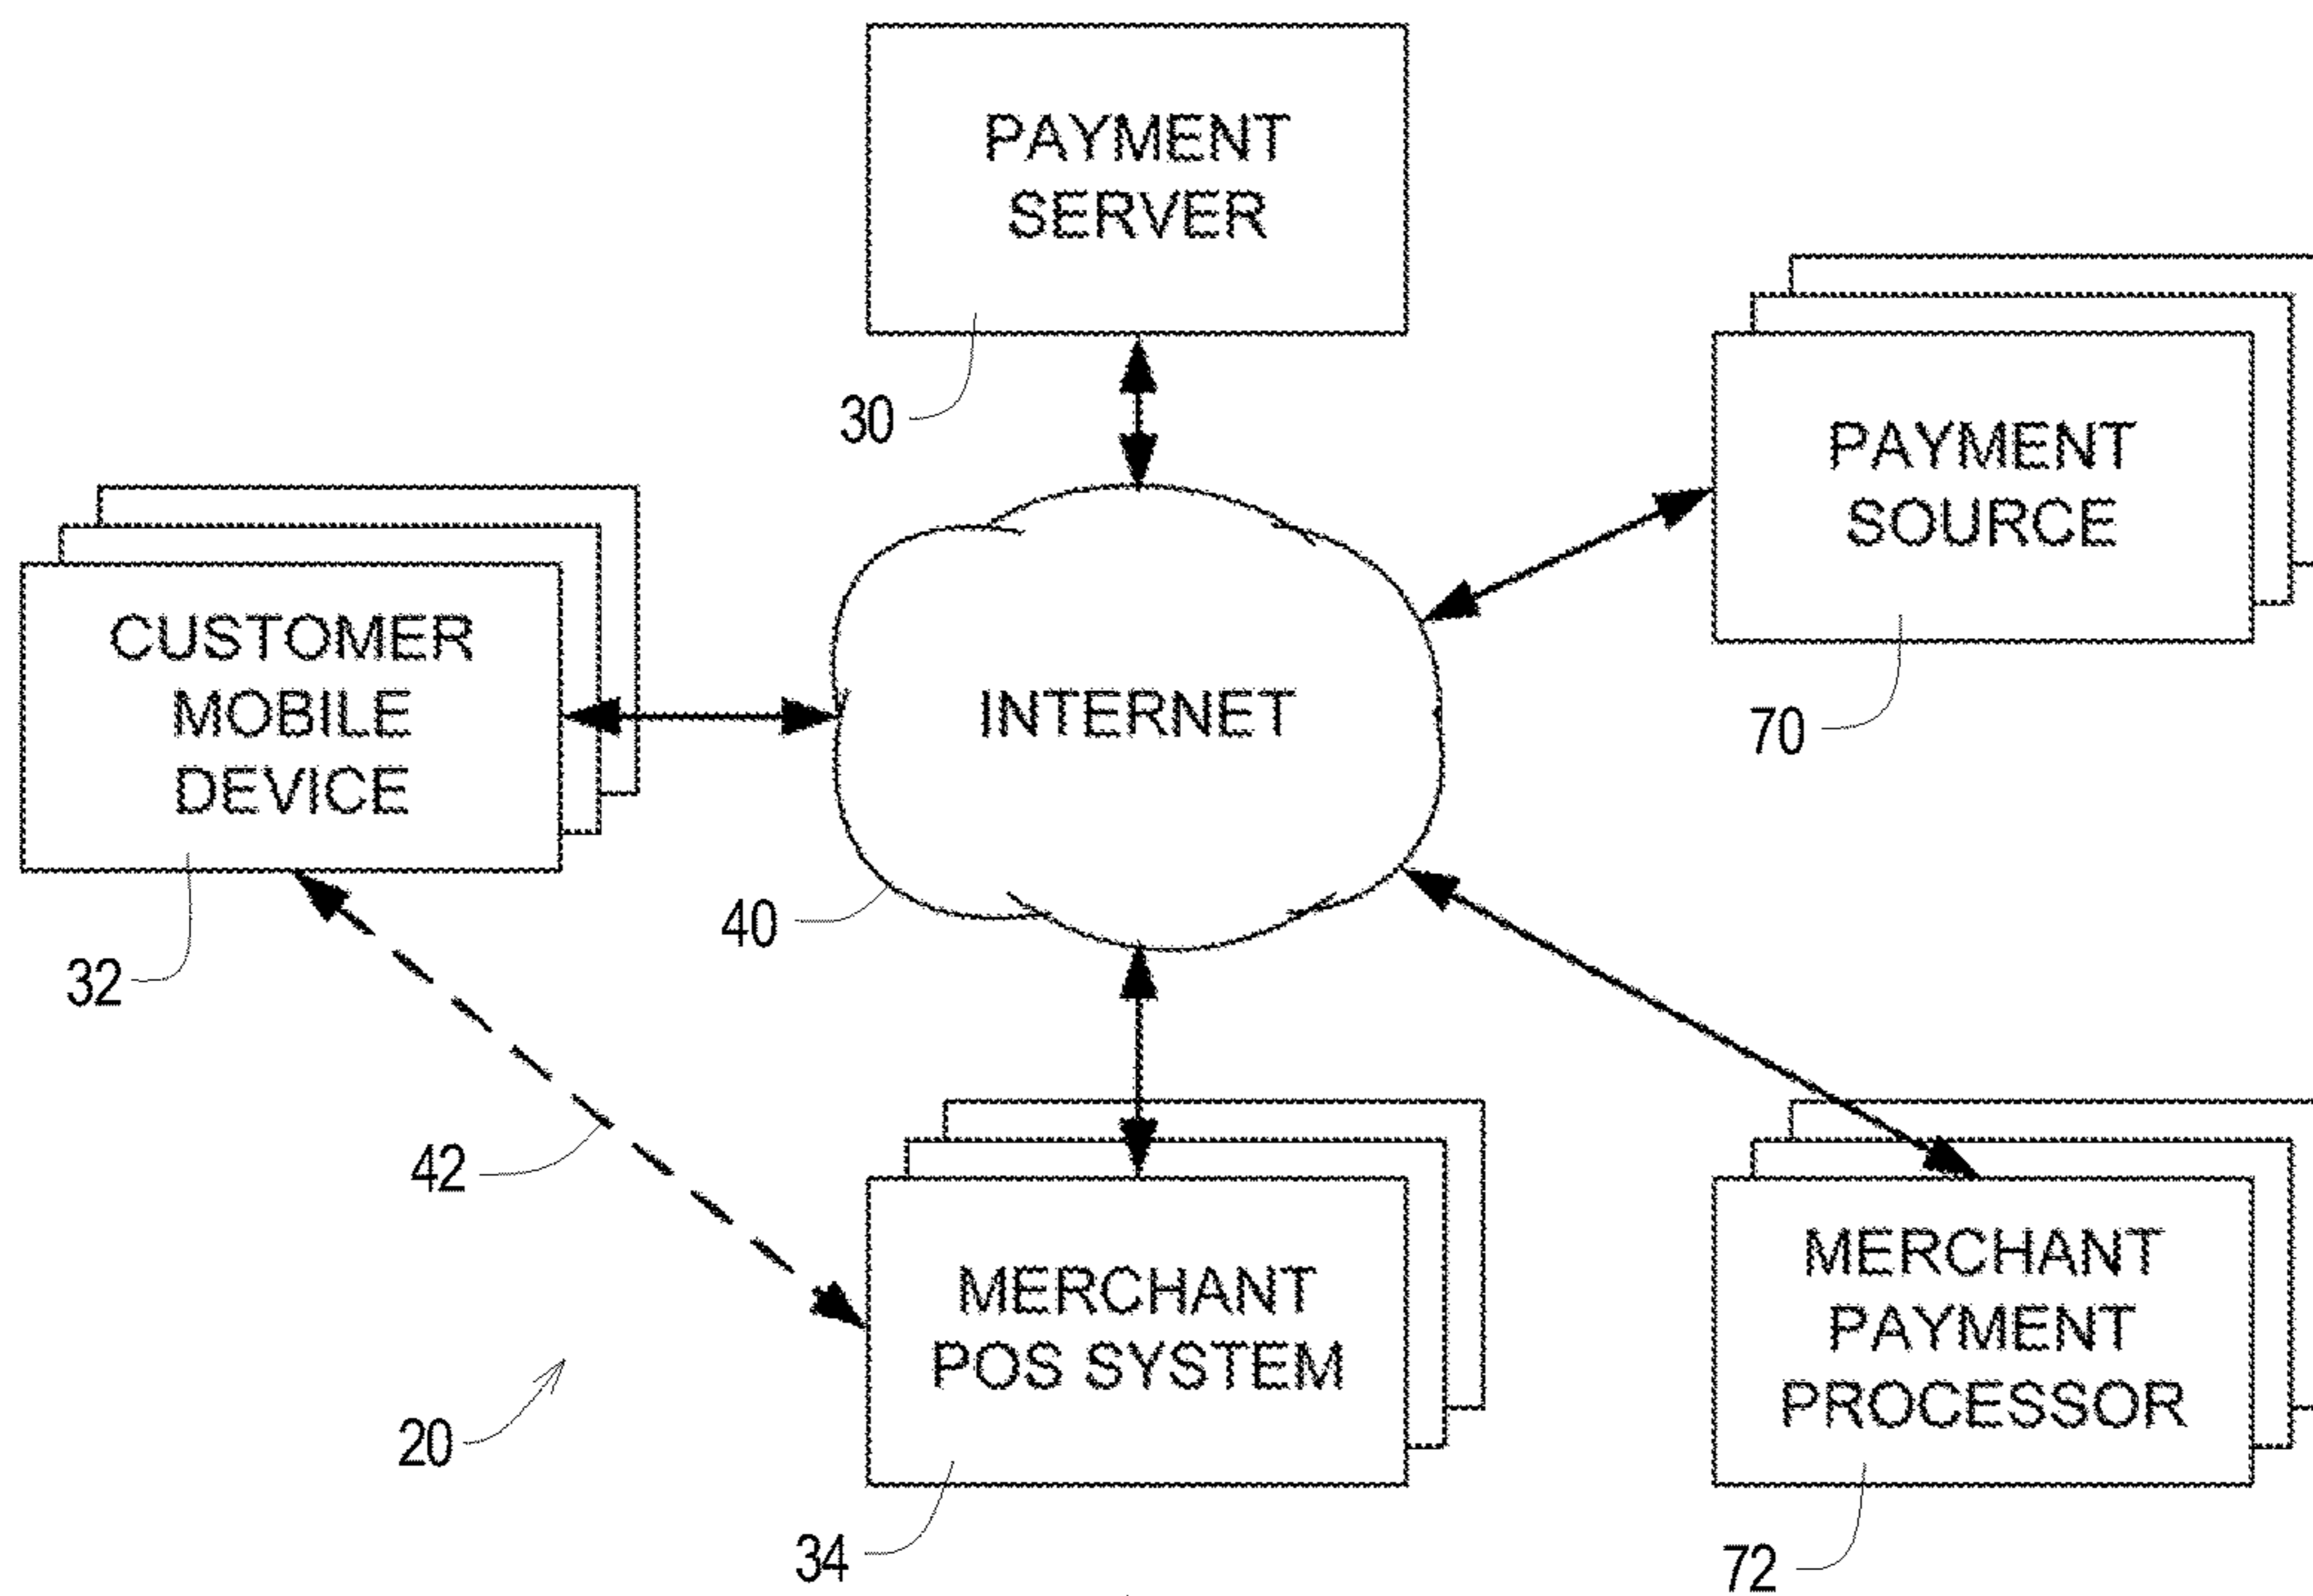 PAYMENT
SERVER
30
PAYMENT
SOURCE
70
CUSTOMER
MOBILE
DEVICE
32
INTERNET
40
42
20
MERCHANT
POS SYSTEM
34
MERCHANT
PAYMENT
PROCESSOR
72